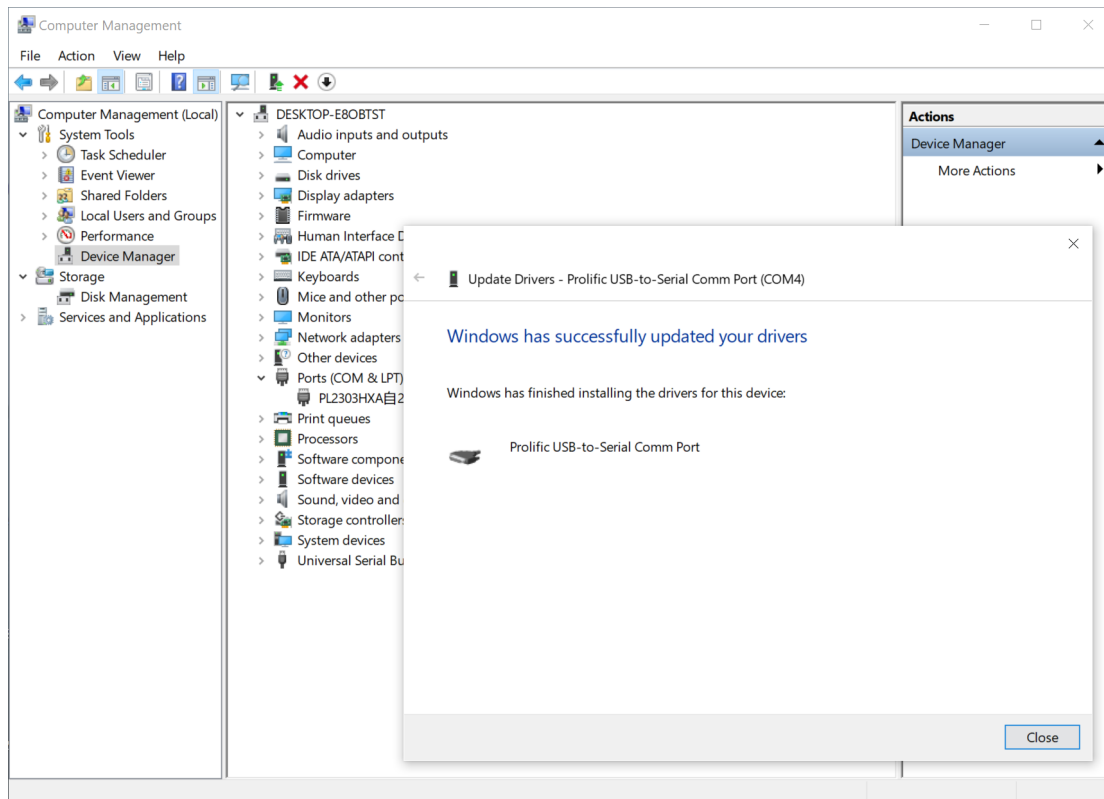 Computer Management
File Action View Help
Computer Management (Local)
System Tools
Task Scheduler
Event Viewer
Shared Folders
Local Users and Groups
Performance
Device Manager
Storage
Disk Management
Services and Applications
DESKTOP-E8OBTST
Audio inputs and outputs
Computer
Disk drives
Display adapters
Firmware
Human Interface D
IDE ATA/ATAPI cont
Keyboards
Mice and other po
Monitors
Network adapters
Other devices
Ports (COM & LPT)
PL2303HXA自2
Print queues
Processors
Software compone
Software devices
Sound, video and
Storage controllers
System devices
Universal Serial Bu
Actions
Device Manager
More Actions
Update Drivers - Prolific USB-to-Serial Comm Port (COM4)
Windows has successfully updated your drivers
Windows has finished installing the drivers for this device:
Prolific USB-to-Serial Comm Port
Close